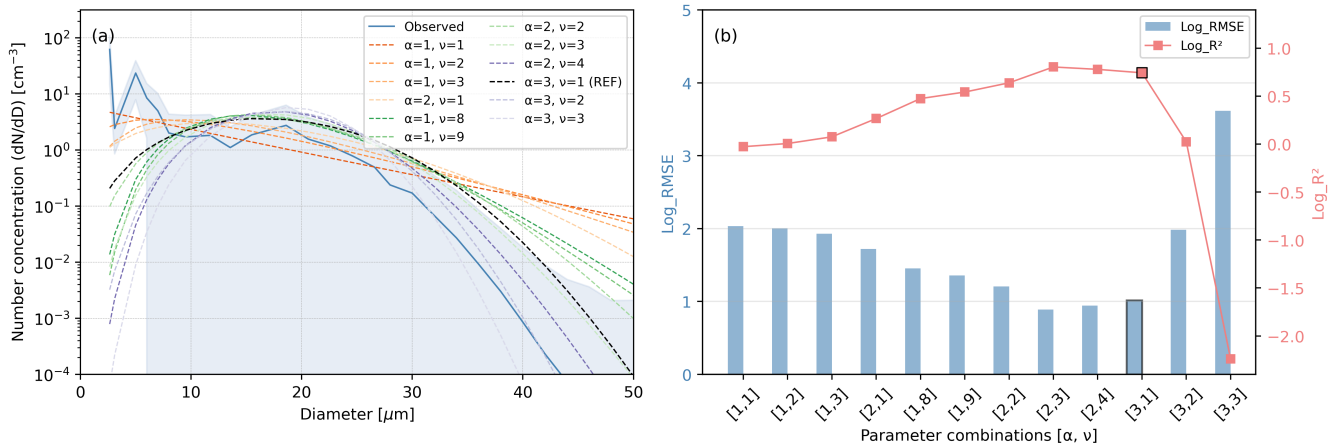 (a)
Observed
α=1, ν=1
α=1, ν=2
α=1, ν=3
α=2, ν=1
α=1, ν=8
α=1, ν=9
α=2, ν=2
α=2, ν=3
α=2, ν=4
α=3, ν=1 (REF)
α=3, ν=2
α=3, ν=3
Number concentration (dN/dD) [cm⁻³]
10²
10¹
10⁰
10⁻¹
10⁻²
10⁻³
10⁻⁴
0
10
20
30
40
50
Diameter [μm]
(b)
Log_RMSE
Log_R²
Log_RMSE
5
4
3
2
1
0
1.0
0.5
0.0
−0.5
−1.0
−1.5
−2.0
Log_R²
[1,1]
[1,2]
[1,3]
[2,1]
[1,8]
[1,9]
[2,2]
[2,3]
[2,4]
[3,1]
[3,2]
[3,3]
Parameter combinations [α, ν]